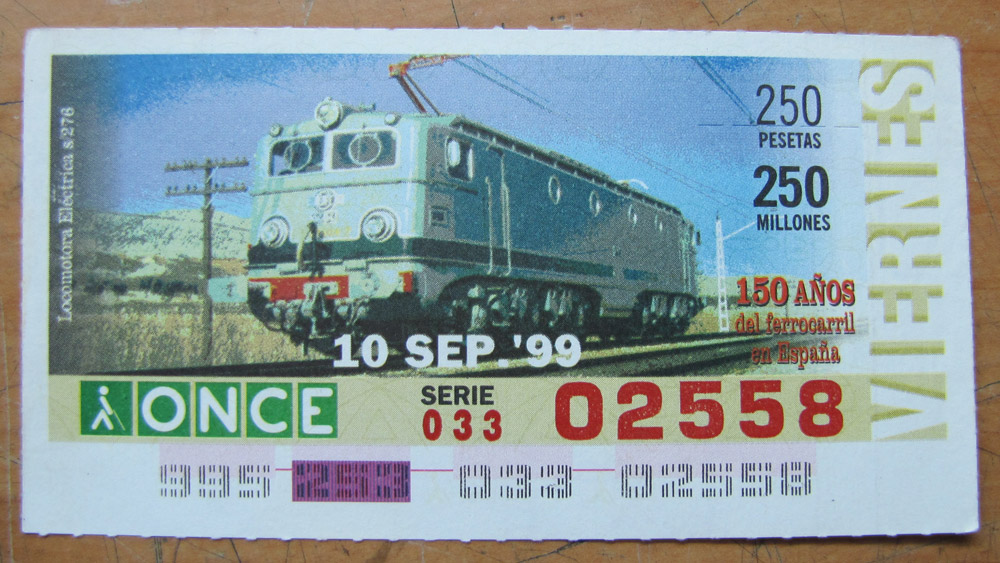 Locomotora Eléctrica s 276
250
PESETAS
250
MILLONES
150 AÑOS
del ferrocarril
en España
VIERNES
10 SEP. '99
ONCE
SERIE
033
02558
995
033
02558